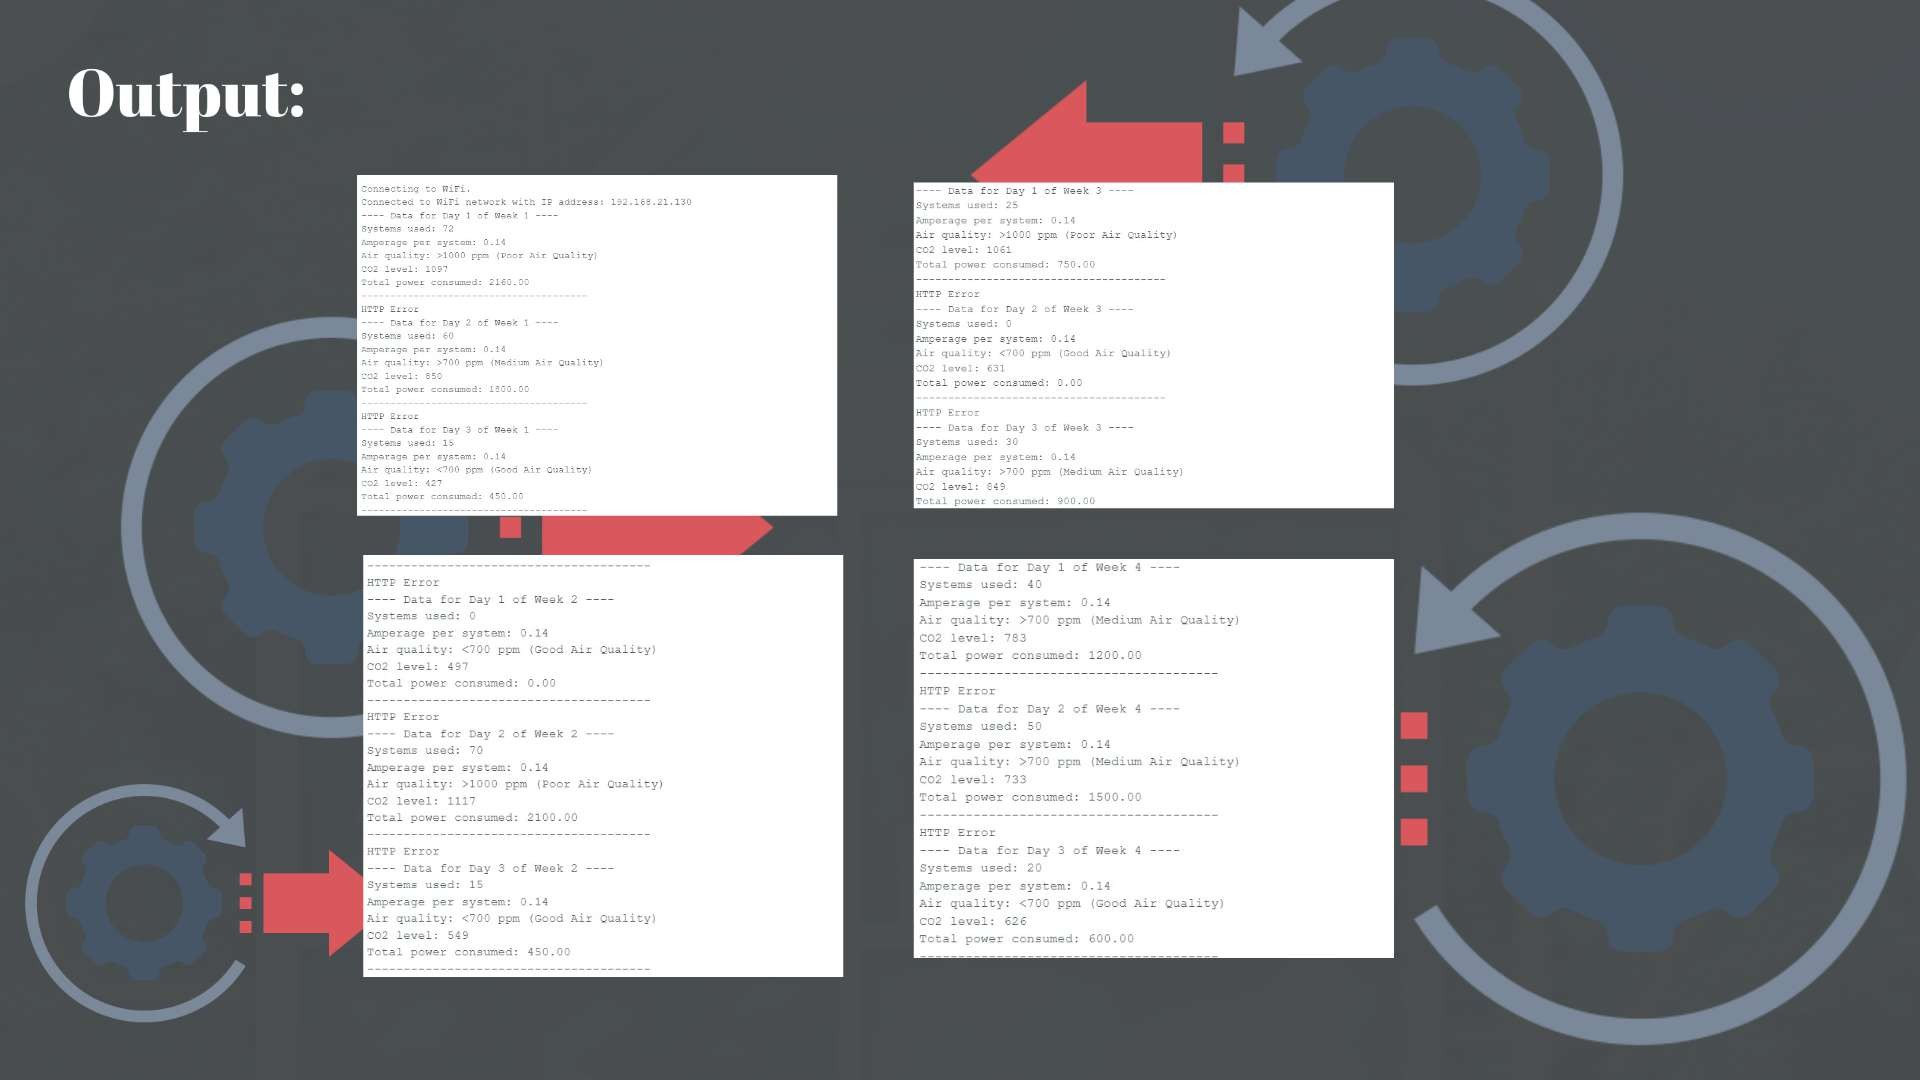 Output:
Connecting to WiFi.
Connected to WiFi network with IP address: 192.168.21.130
---- Data for Day 1 of Week 1 ----
Systems used: 72
Amperage per system: 0.14
Air quality: >1000 ppm (Poor Air Quality)
CO2 level: 1097
Total power consumed: 2160.00
--------------------------------------
HTTP Error
---- Data for Day 2 of Week 1 ----
Systems used: 60
Amperage per system: 0.14
Air quality: >700 ppm (Medium Air Quality)
CO2 level: 850
Total power consumed: 1800.00
--------------------------------------
HTTP Error
---- Data for Day 3 of Week 1 ----
Systems used: 15
Amperage per system: 0.14
Air quality: <700 ppm (Good Air Quality)
CO2 level: 427
Total power consumed: 450.00
--------------------------------------
--------------------------------------
HTTP Error
---- Data for Day 1 of Week 2 ----
Systems used: 0
Amperage per system: 0.14
Air quality: <700 ppm (Good Air Quality)
CO2 level: 497
Total power consumed: 0.00
--------------------------------------
HTTP Error
---- Data for Day 2 of Week 2 ----
Systems used: 70
Amperage per system: 0.14
Air quality: >1000 ppm (Poor Air Quality)
CO2 level: 1117
Total power consumed: 2100.00
--------------------------------------
HTTP Error
---- Data for Day 3 of Week 2 ----
Systems used: 15
Amperage per system: 0.14
Air quality: <700 ppm (Good Air Quality)
CO2 level: 549
Total power consumed: 450.00
--------------------------------------
---- Data for Day 1 of Week 3 ----
Systems used: 25
Amperage per system: 0.14
Air quality: >1000 ppm (Poor Air Quality)
CO2 level: 1061
Total power consumed: 750.00
--------------------------------------
HTTP Error
---- Data for Day 2 of Week 3 ----
Systems used: 0
Amperage per system: 0.14
Air quality: <700 ppm (Good Air Quality)
CO2 level: 631
Total power consumed: 0.00
--------------------------------------
HTTP Error
---- Data for Day 3 of Week 3 ----
Systems used: 30
Amperage per system: 0.14
Air quality: >700 ppm (Medium Air Quality)
CO2 level: 849
Total power consumed: 900.00
---- Data for Day 1 of Week 4 ----
Systems used: 40
Amperage per system: 0.14
Air quality: >700 ppm (Medium Air Quality)
CO2 level: 783
Total power consumed: 1200.00
--------------------------------------
HTTP Error
---- Data for Day 2 of Week 4 ----
Systems used: 50
Amperage per system: 0.14
Air quality: >700 ppm (Medium Air Quality)
CO2 level: 733
Total power consumed: 1500.00
--------------------------------------
HTTP Error
---- Data for Day 3 of Week 4 ----
Systems used: 20
Amperage per system: 0.14
Air quality: <700 ppm (Good Air Quality)
CO2 level: 626
Total power consumed: 600.00
--------------------------------------